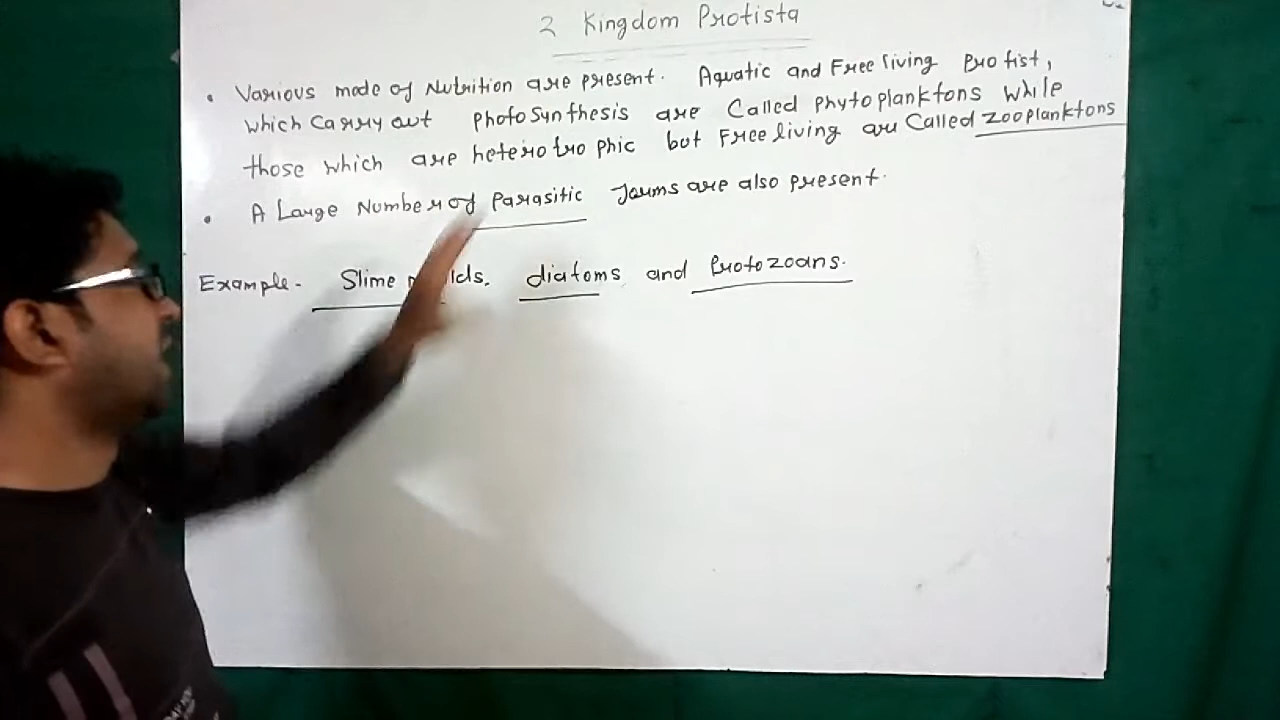 2 Kingdom Protista
• Various mode of Nutrition are present. Aquatic and Free living Protist,
which carry out Photosynthesis are Called Phytoplanktons while
those which are heterotrophic but Free living are Called Zooplanktons
• A Large Number of Parasitic Forms are also present.
Example- Slime diatoms and Protozoans.